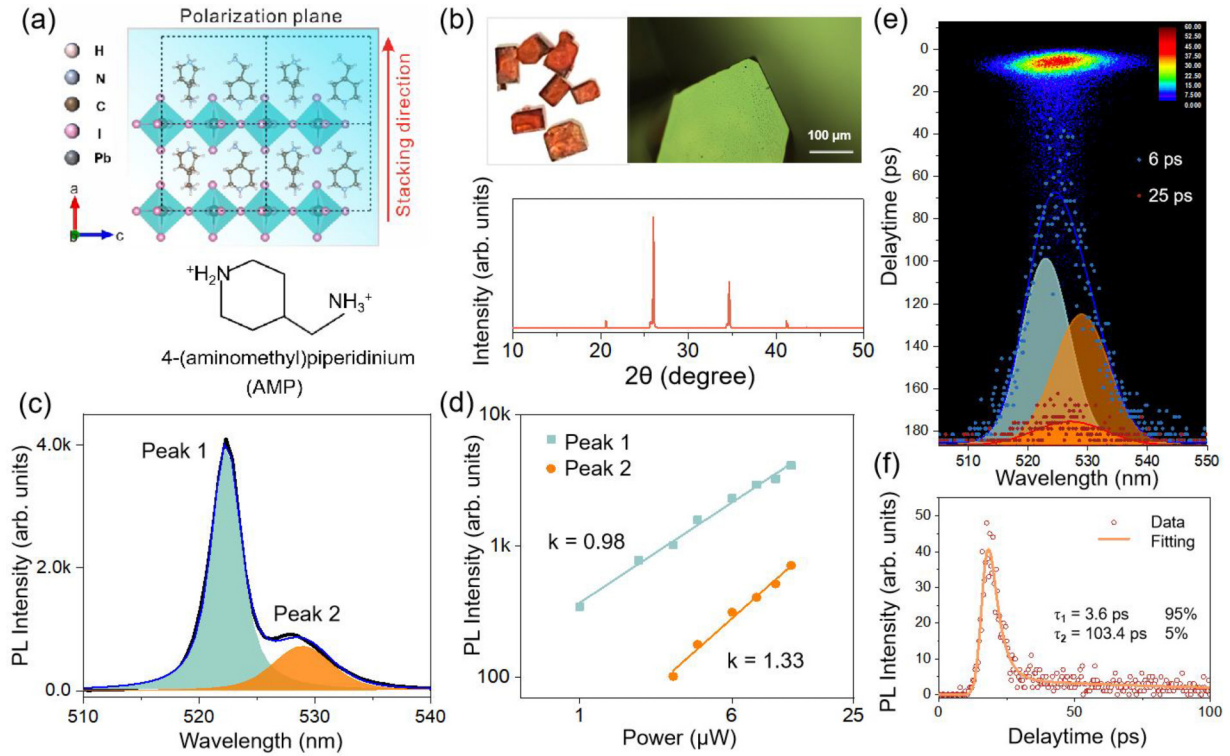 (a)
Polarization plane
H
N
C
I
Pb
a
b
c
Stacking direction
+H2N
NH3+
4-(aminomethyl)piperidinium
(AMP)
(b)
100 µm
Intensity (arb. units)
10 20 30 40 50
2θ (degree)
(c)
PL Intensity (arb. units)
4.0k
2.0k
0.0
Peak 1
Peak 2
510 520 530 540
Wavelength (nm)
(d)
PL Intensity (arb. units)
10k
1k
100
Peak 1
Peak 2
k = 0.98
k = 1.33
1 6 25
Power (µW)
(e)
Delaytime (ps)
0
20
40
60
80
100
120
140
160
180
60.00
52.50
45.00
37.50
30.00
22.50
15.00
7.500
0.000
6 ps
25 ps
510 520 530 540 550
Wavelength (nm)
(f)
PL Intensity (arb. units)
50
40
30
20
10
0
Data
Fitting
τ1 = 3.6 ps 95%
τ2 = 103.4 ps 5%
0 50 100
Delaytime (ps)